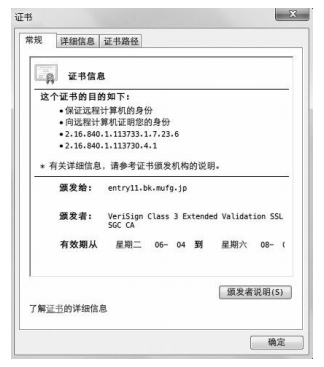 证书
常规 详细信息 证书路径
证书信息
这个证书的目的如下:
•保证远程计算机的身份
•向远程计算机证明您的身份
•2.16.840.1.113733.1.7.23.6
•2.16.840.1.113730.4.1
* 有关详细信息，请参考证书颁发机构的说明。
颁发给: entry11.bk.mufg.jp
颁发者: VeriSign Class 3 Extended Validation SSL
SGC CA
有效期从 星期二 06- 04 到 星期六 08-
颁发者说明(S)
了解证书的详细信息
确定